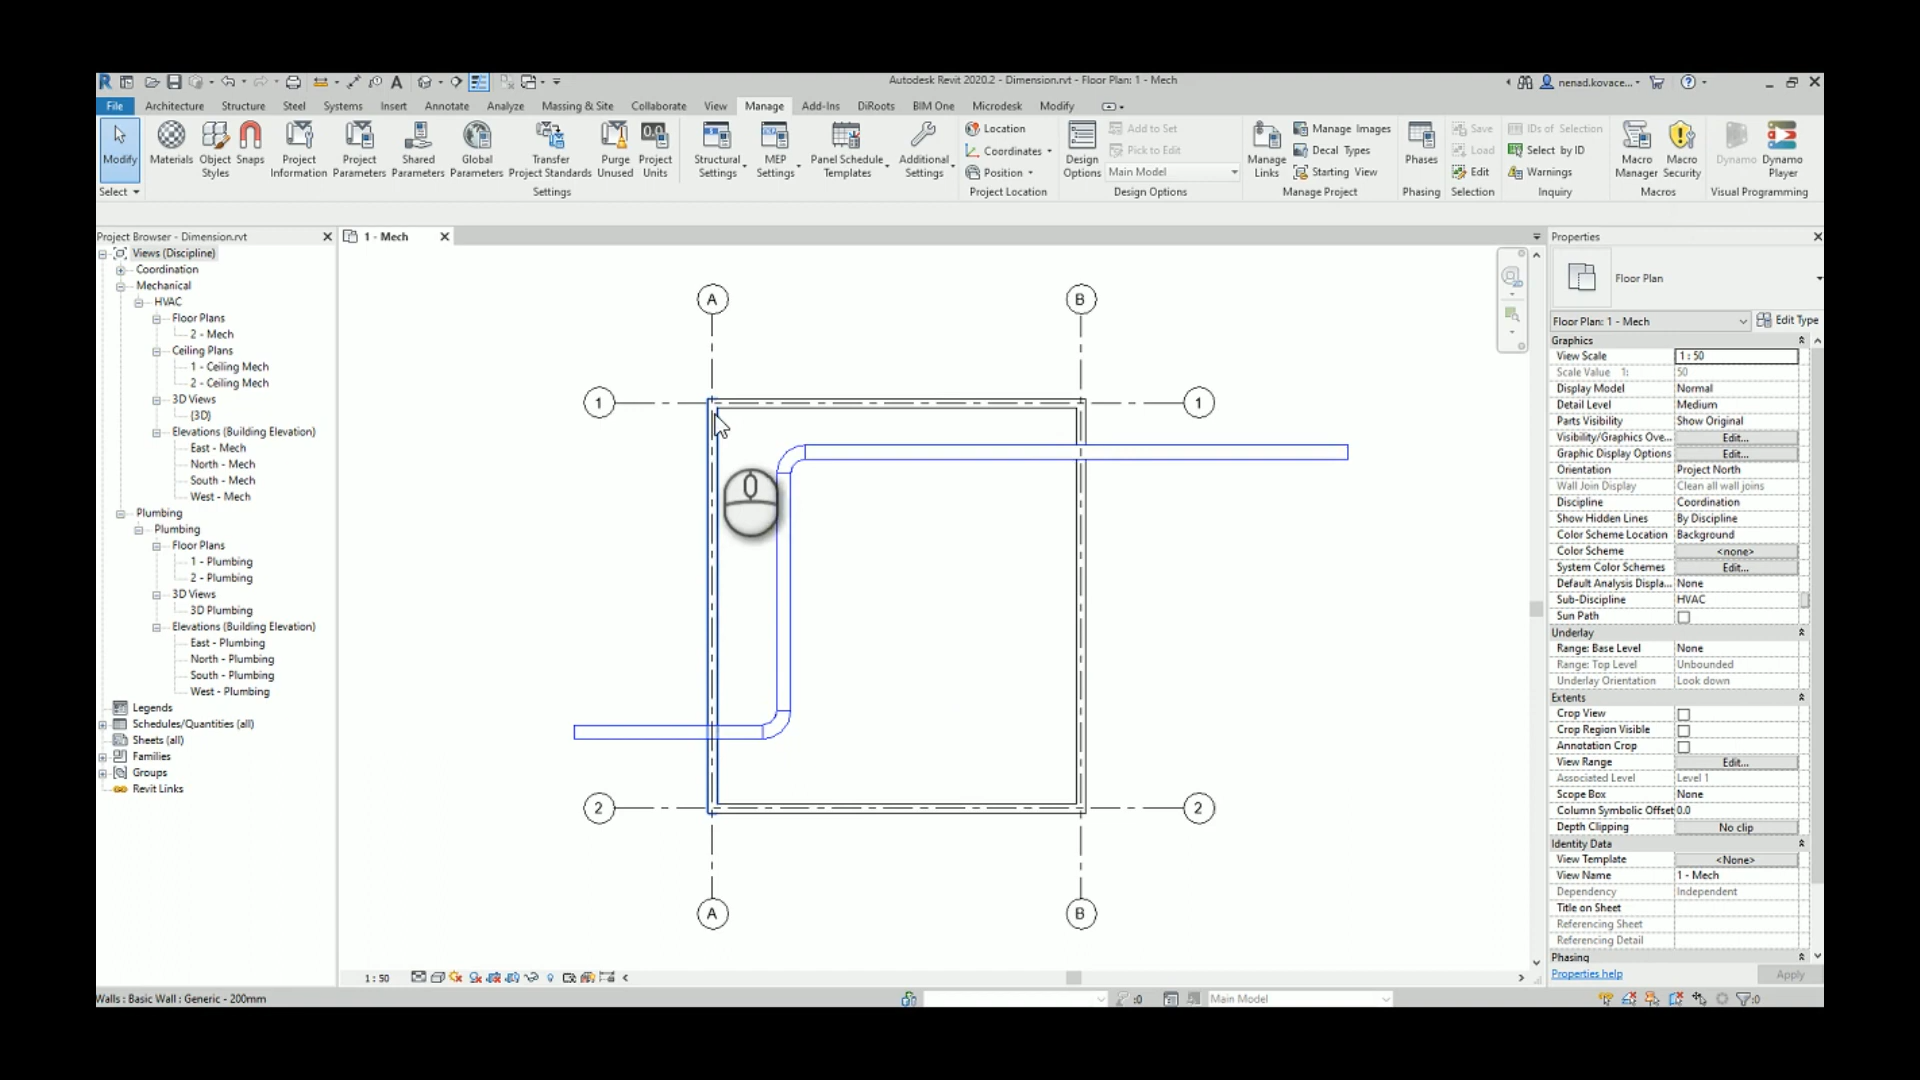 Autodesk Revit 2020.2 - Dimension.rvt - Floor Plan: 1 - Mech
nenad.kovace...
File Architecture Structure Steel Systems Insert Annotate Analyze Massing & Site Collaborate View Manage Add-Ins DiRoots BIM One Microdesk Modify
Modify
Materials
Object Styles
Snaps
Project Information
Project Parameters
Shared Parameters
Global Parameters
Transfer Project Standards
Purge Unused
Project Units
Structural Settings
MEP Settings
Panel Schedule Templates
Additional Settings
Location
Coordinates
Position
Design Options
Add to Set
Pick to Edit
Main Model
Manage Links
Manage Images
Decal Types
Starting View
Phases
Save
Load
Edit
IDs of Selection
Select by ID
Warnings
Macro Manager
Macro Security
Dynamo
Dynamo Player
Select Settings Project Location Design Options Manage Project Phasing Selection Inquiry Macros Visual Programming
Project Browser - Dimension.rvt
Views (Discipline)
Coordination
Mechanical
HVAC
Floor Plans
2 - Mech
Ceiling Plans
1 - Ceiling Mech
2 - Ceiling Mech
3D Views
{3D}
Elevations (Building Elevation)
East - Mech
North - Mech
South - Mech
West - Mech
Plumbing
Plumbing
Floor Plans
1 - Plumbing
2 - Plumbing
3D Views
3D Plumbing
Elevations (Building Elevation)
East - Plumbing
North - Plumbing
South - Plumbing
West - Plumbing
Legends
Schedules/Quantities (all)
Sheets (all)
Families
Groups
Revit Links
1 - Mech
A B
1 1
2 2
A B
1 : 50
Properties
Floor Plan
Floor Plan: 1 - Mech Edit Type
Graphics
View Scale 1 : 50
Scale Value 1: 50
Display Model Normal
Detail Level Medium
Parts Visibility Show Original
Visibility/Graphics Ove... Edit...
Graphic Display Options Edit...
Orientation Project North
Wall Join Display Clean all wall joins
Discipline Coordination
Show Hidden Lines By Discipline
Color Scheme Location Background
Color Scheme <none>
System Color Schemes Edit...
Default Analysis Displa... None
Sub-Discipline HVAC
Sun Path
Underlay
Range: Base Level None
Range: Top Level Unbounded
Underlay Orientation Look down
Extents
Crop View
Crop Region Visible
Annotation Crop
View Range Edit...
Associated Level Level 1
Scope Box None
Column Symbolic Offset 0.0
Depth Clipping No clip
Identity Data
View Template <None>
View Name 1 - Mech
Dependency Independent
Title on Sheet
Referencing Sheet
Referencing Detail
Phasing
Properties help Apply
Walls : Basic Wall : Generic - 200mm
:0
Main Model
:0